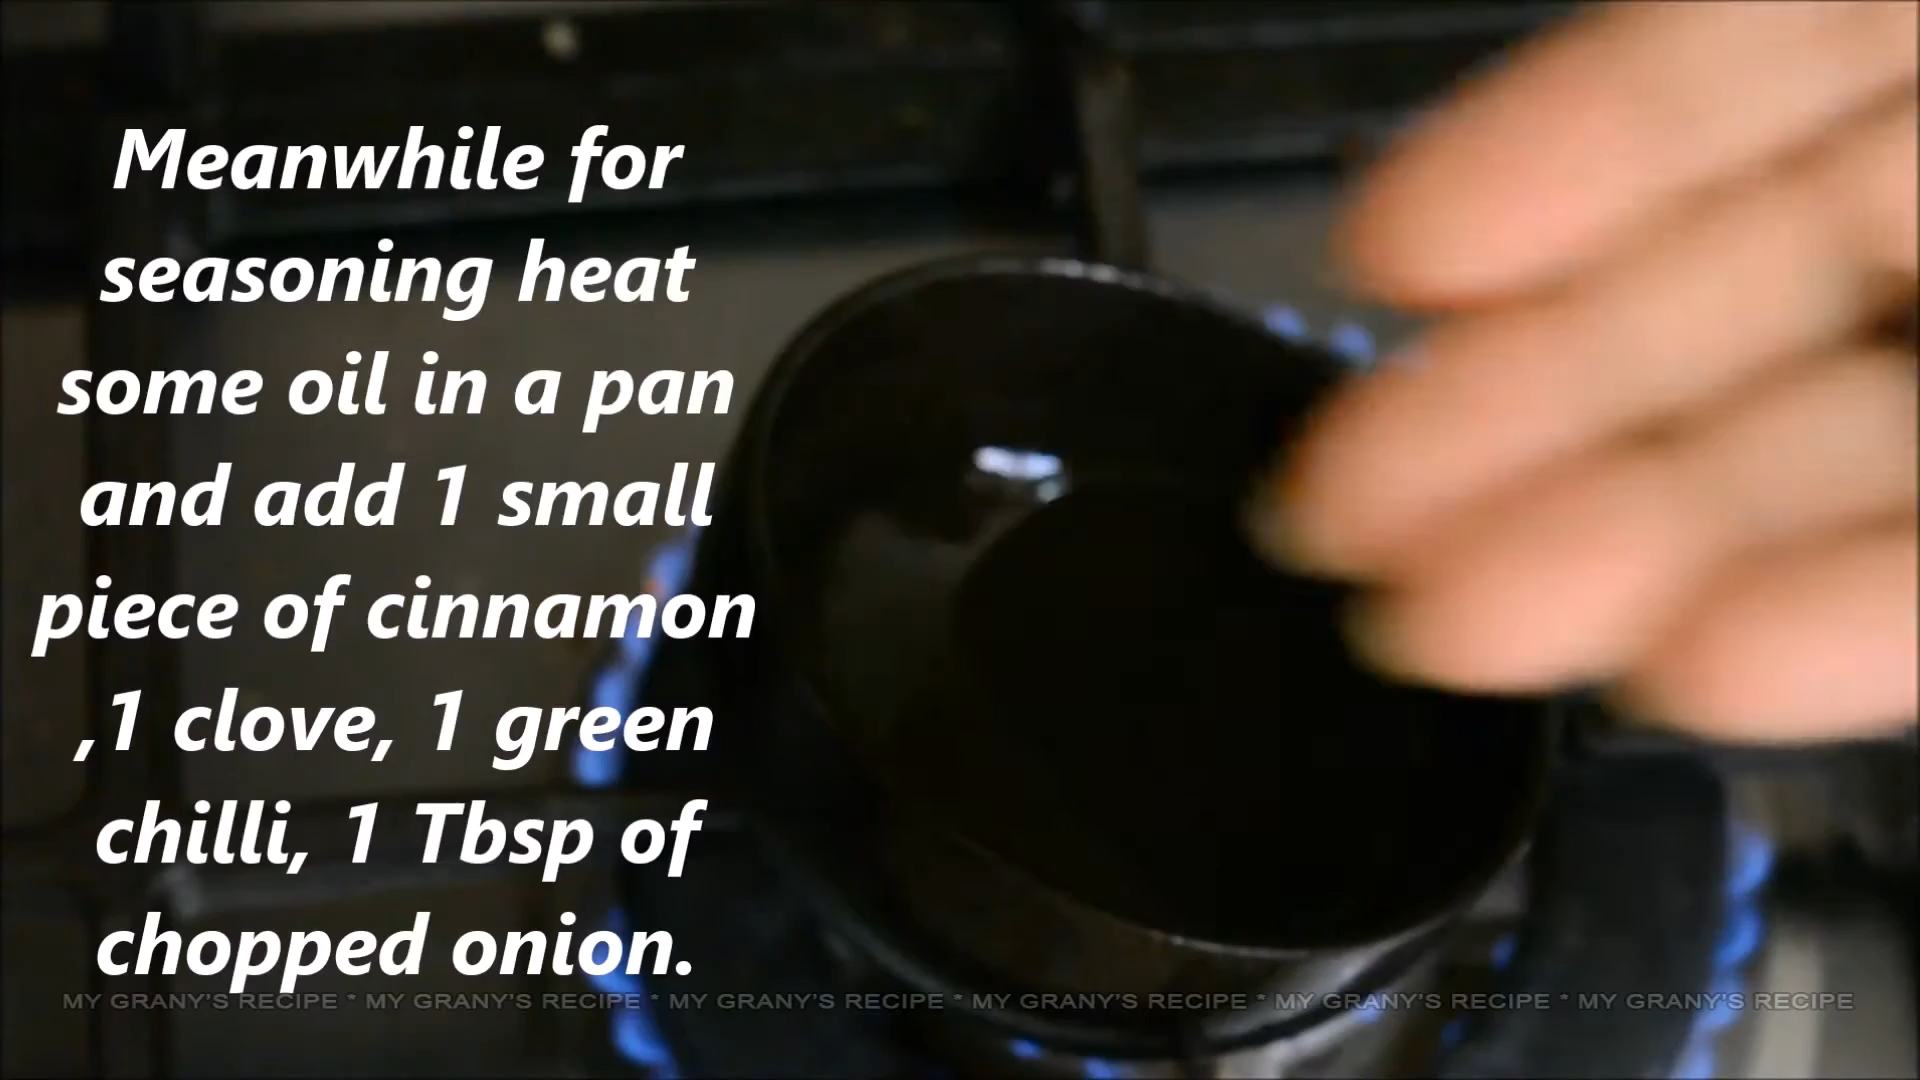 Meanwhile for
seasoning heat
some oil in a pan
and add 1 small
piece of cinnamon
,1 clove, 1 green
chilli, 1 Tbsp of
chopped onion.
MY GRANY'S RECIPE * MY GRANY'S RECIPE * MY GRANY'S RECIPE * MY GRANY'S RECIPE * MY GRANY'S RECIPE * MY GRANY'S RECIPE